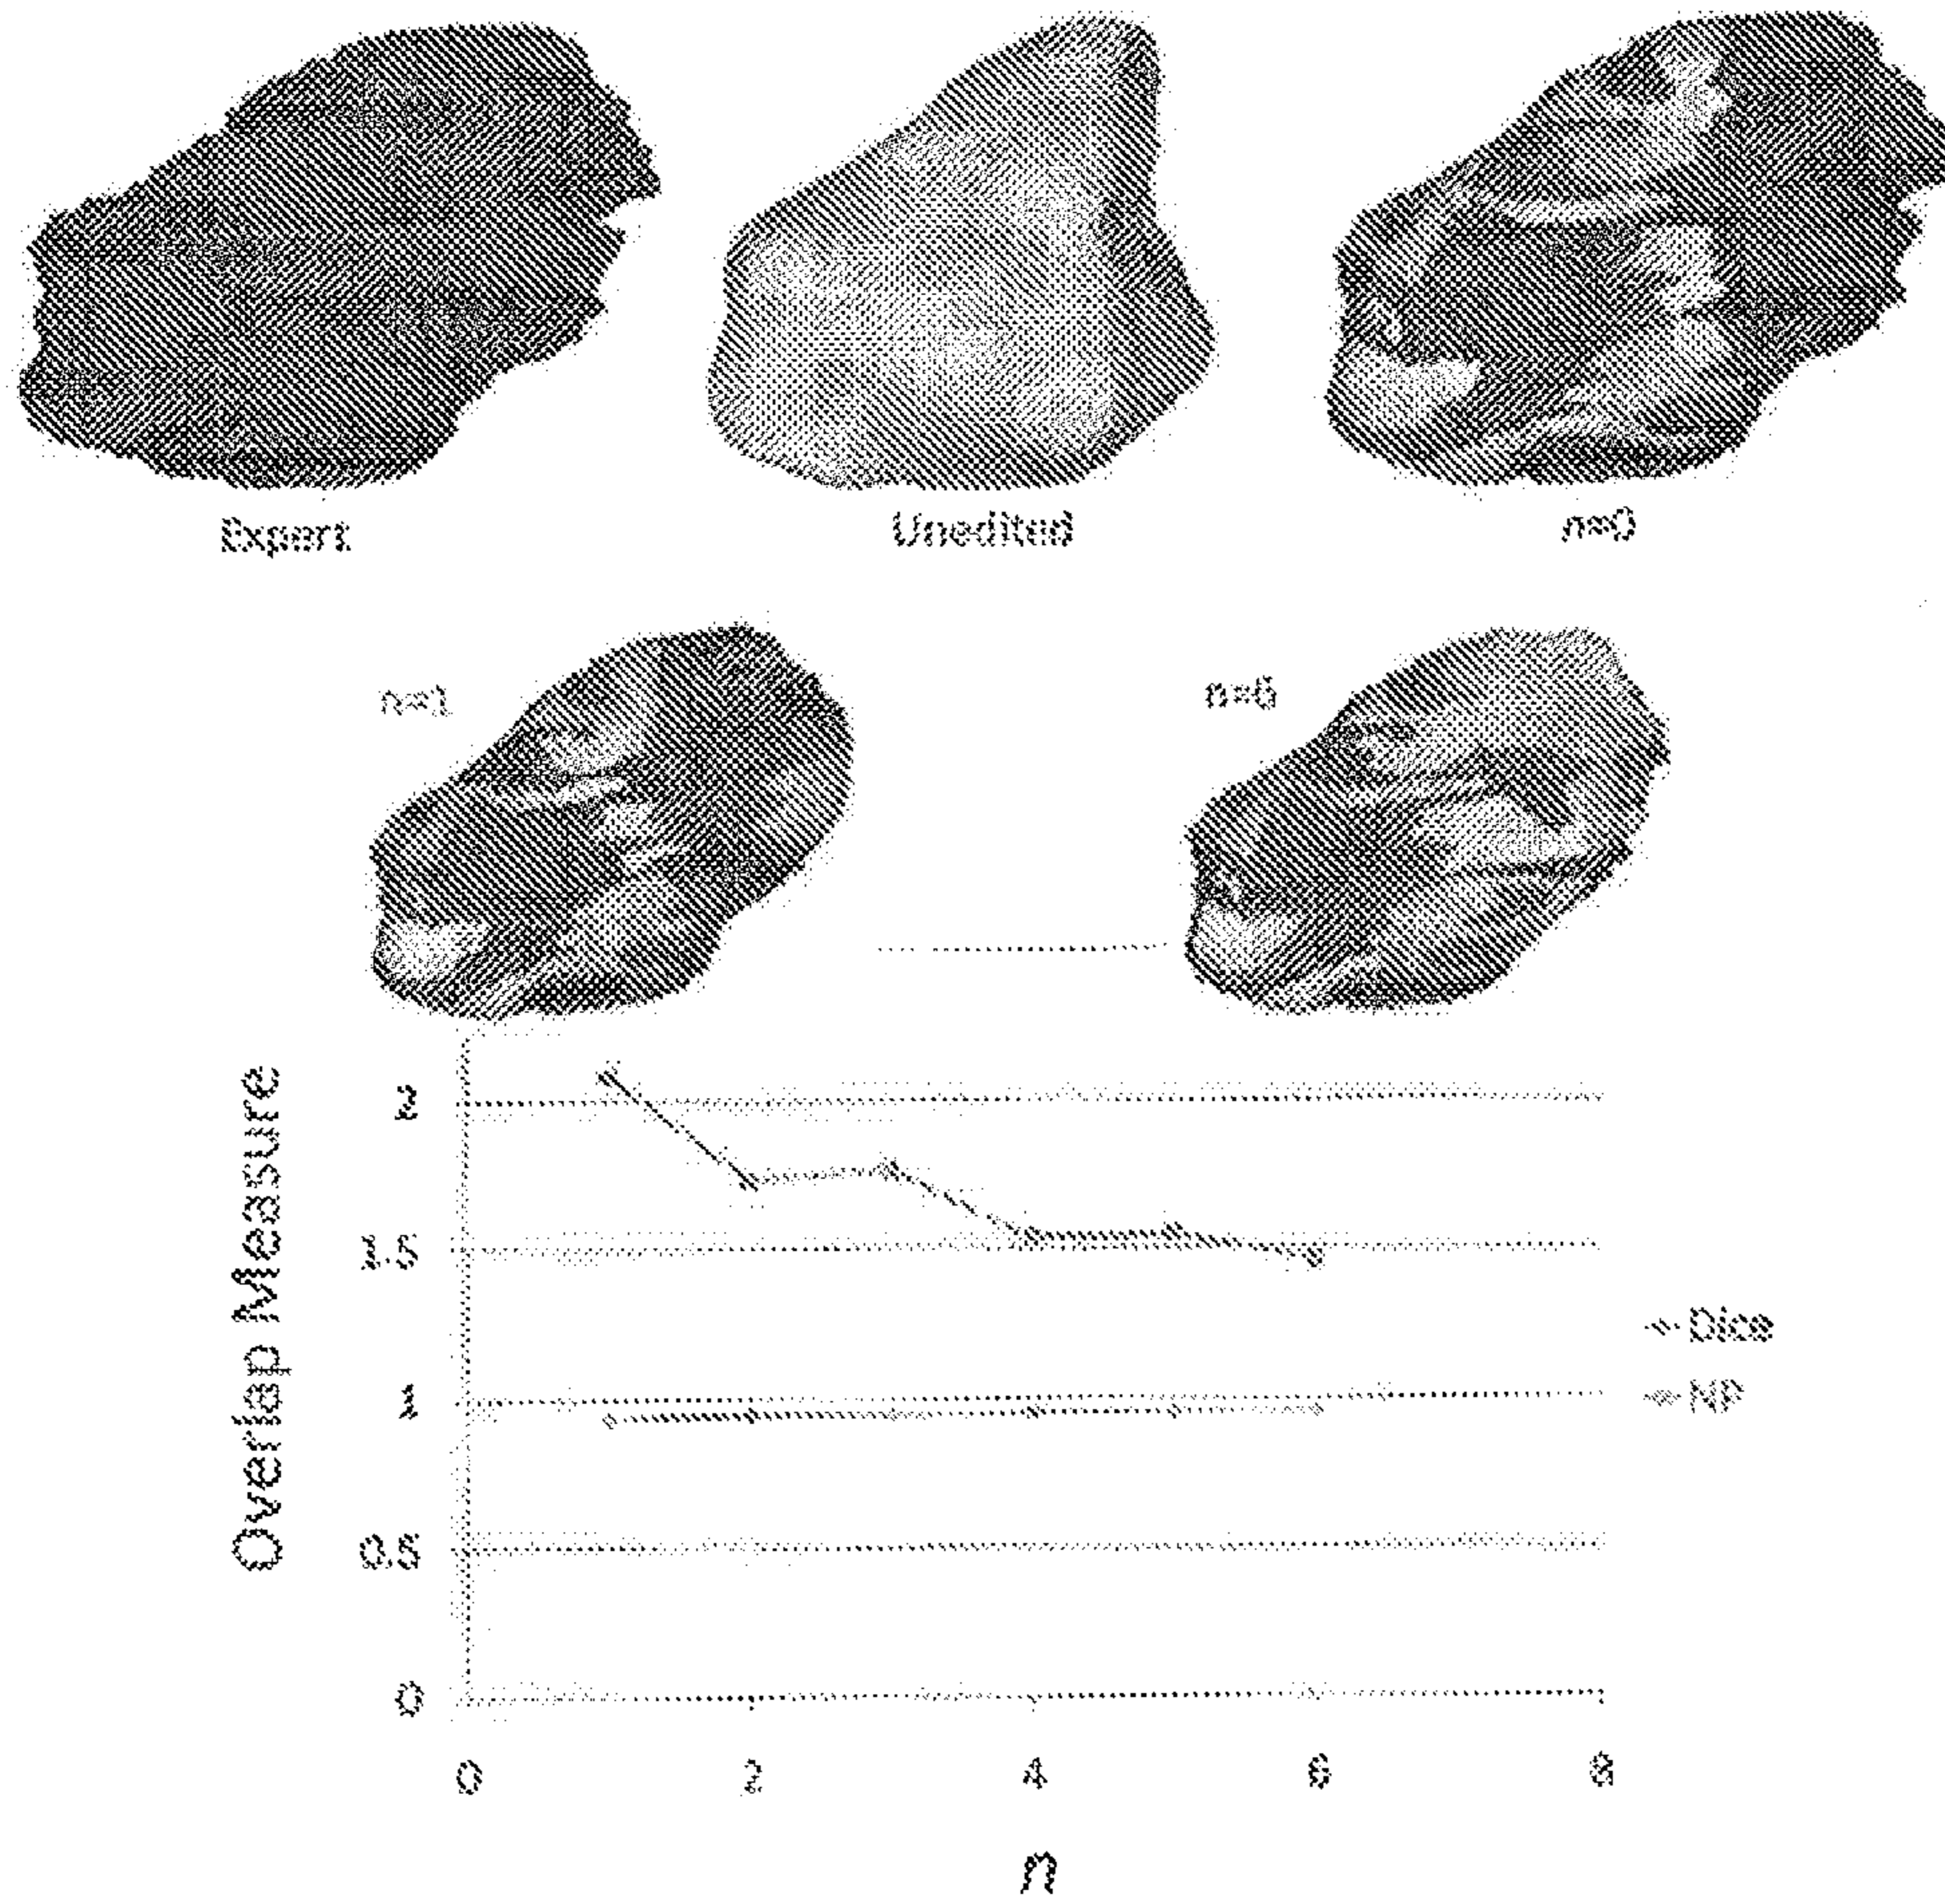 Expert
Unedited
n=0
n=1
n=6
Overlap Measure
2
1.5
1
0.5
0
Dice
NP
0
2
4
6
8
n